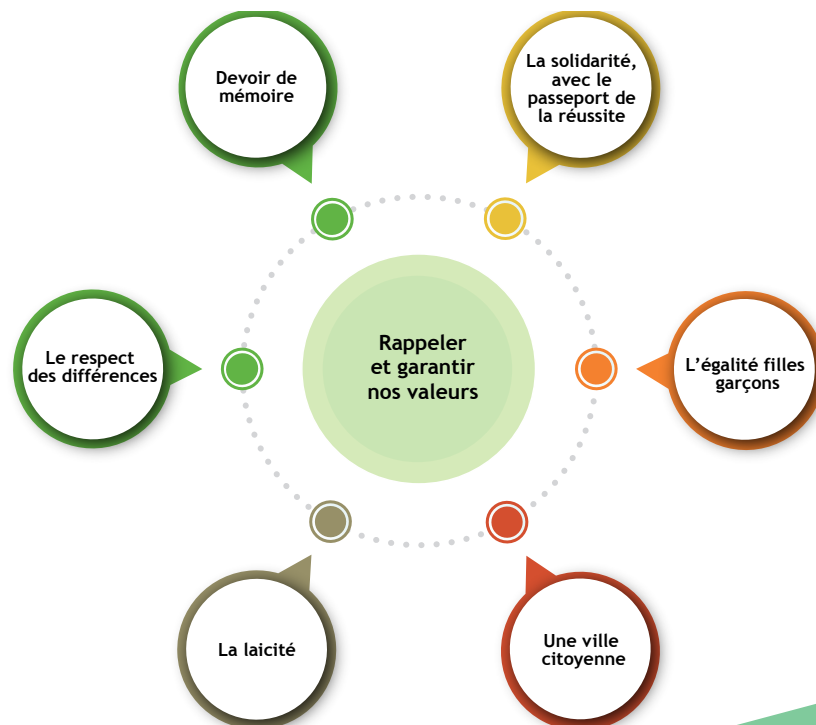 Devoir de
mémoire
La solidarité,
avec le
passeport de
la réussite
Le respect
des différences
Rappeler
et garantir
nos valeurs
L'égalité filles
garçons
La laicité
Une ville
citoyenne